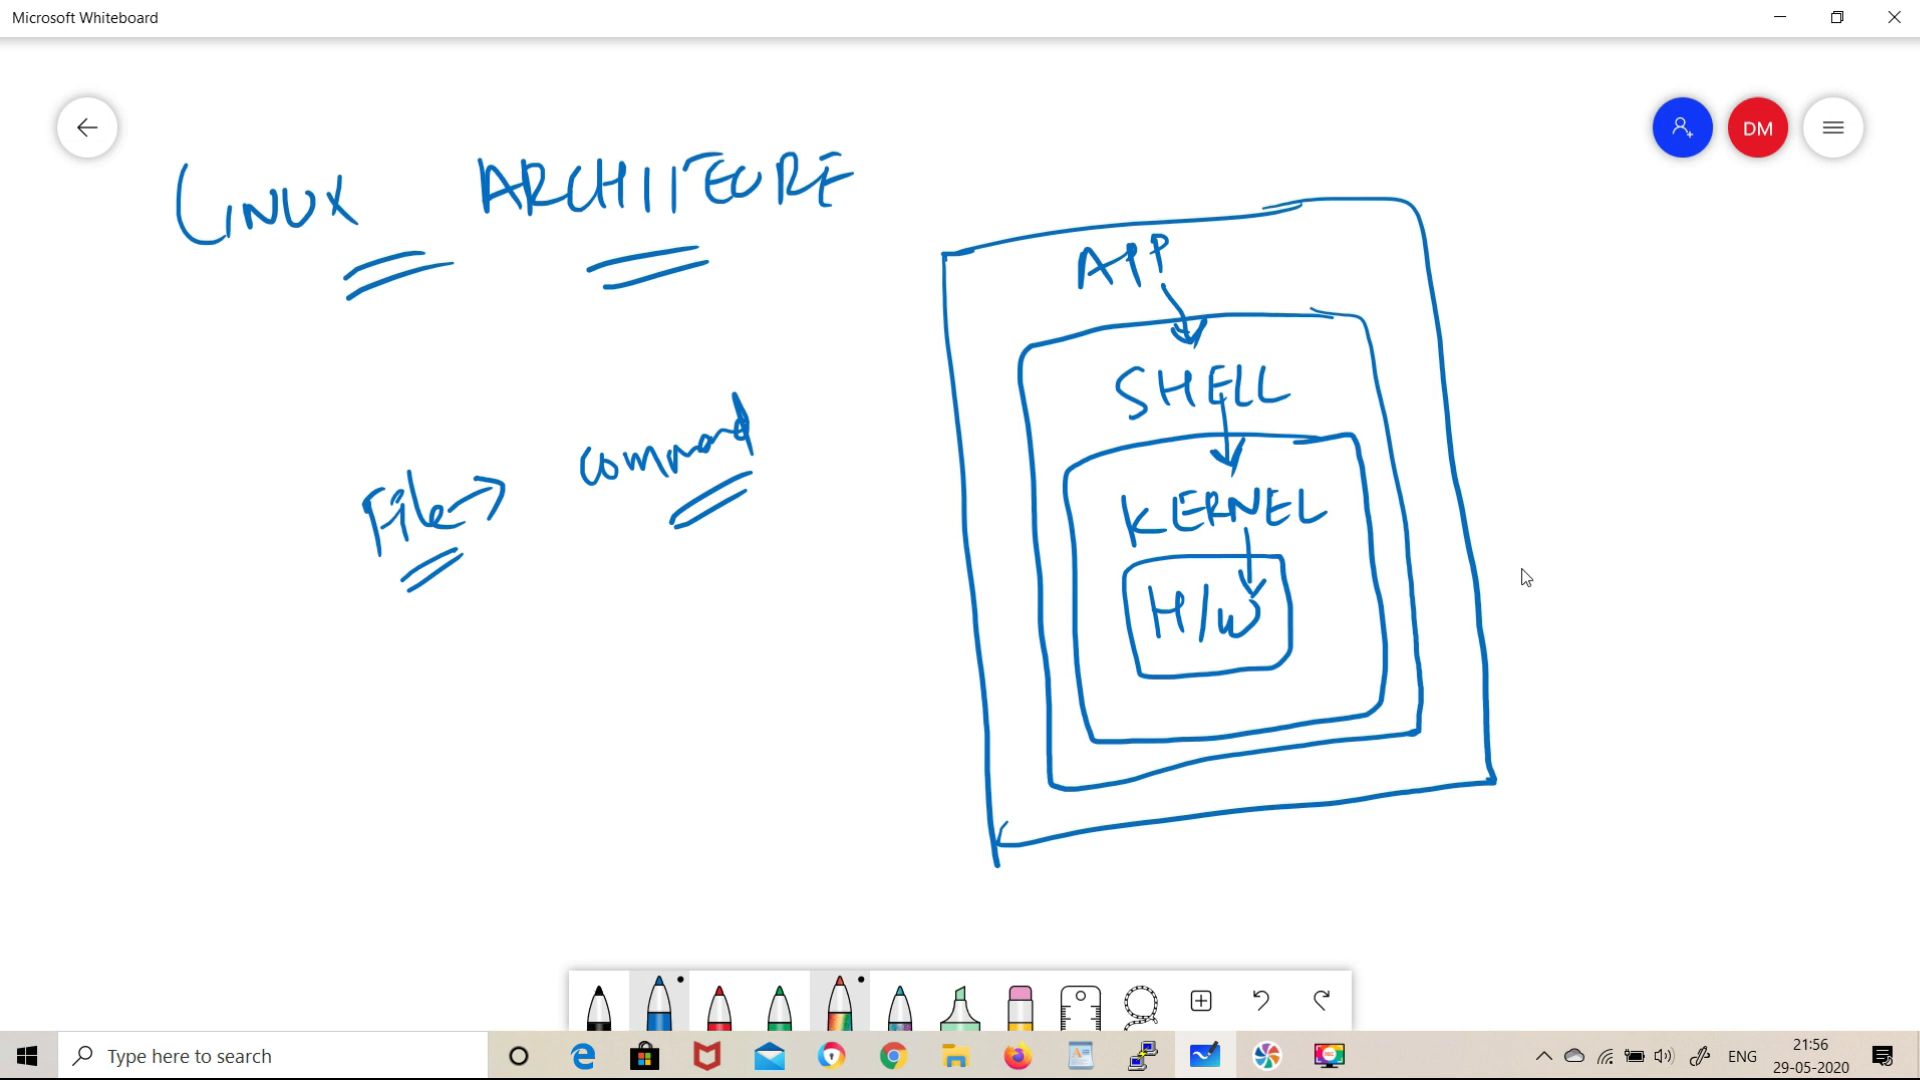 Microsoft Whiteboard
DM
LINUX ARCHITECURE
APP
SHELL
command
File
KERNEL
H/W
Type here to search
ENG
21:56
29-05-2020